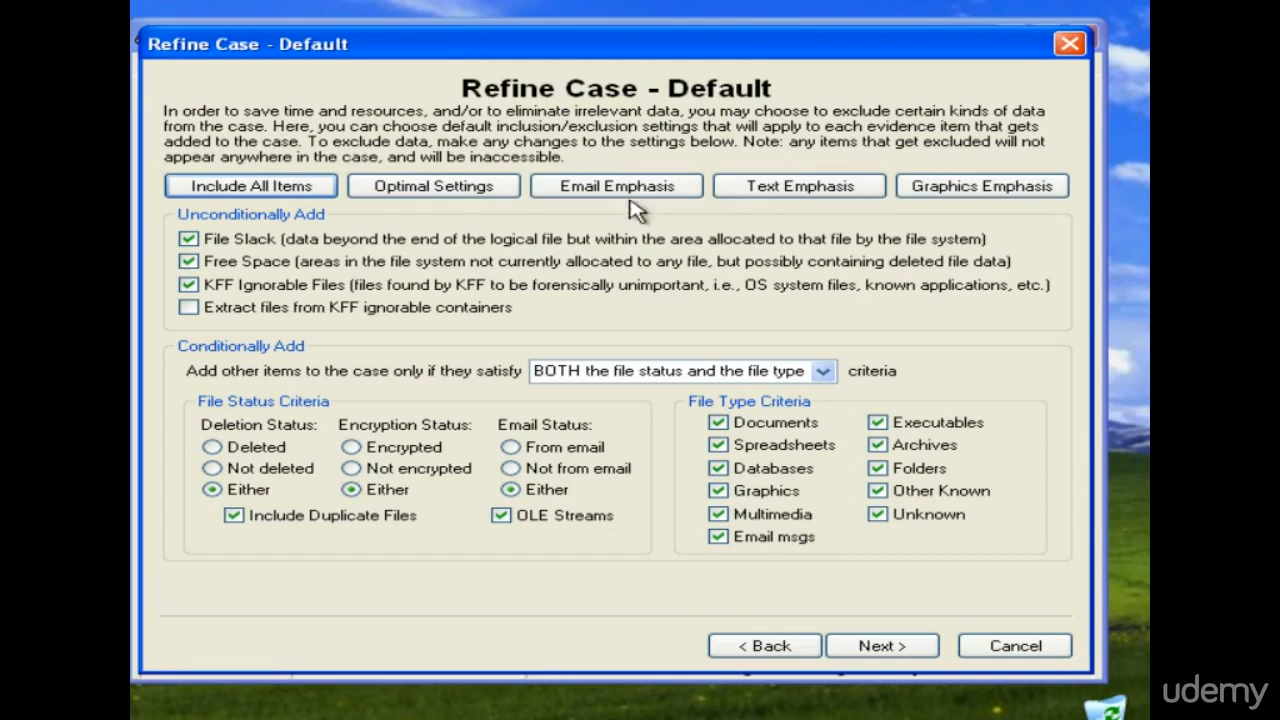 Refine Case - Default
Refine Case - Default
In order to save time and resources, and/or to eliminate irrelevant data, you may choose to exclude certain kinds of data
from the case. Here, you can choose default inclusion/exclusion settings that will apply to each evidence item that gets
added to the case. To exclude data, make any changes to the settings below. Note: any items that get excluded will not
appear anywhere in the case, and will be inaccessible.
Include All Items Optimal Settings Email Emphasis Text Emphasis Graphics Emphasis
Unconditionally Add
File Slack (data beyond the end of the logical file but within the area allocated to that file by the file system)
Free Space (areas in the file system not currently allocated to any file, but possibly containing deleted file data)
KFF Ignorable Files (files found by KFF to be forensically unimportant, i.e., OS system files, known applications, etc.)
Extract files from KFF ignorable containers
Conditionally Add
Add other items to the case only if they satisfy BOTH the file status and the file type criteria
File Status Criteria
Deletion Status: Encryption Status: Email Status:
Deleted Encrypted From email
Not deleted Not encrypted Not from email
Either Either Either
Include Duplicate Files OLE Streams
File Type Criteria
Documents Executables
Spreadsheets Archives
Databases Folders
Graphics Other Known
Multimedia Unknown
Email msgs
< Back Next > Cancel
udemy